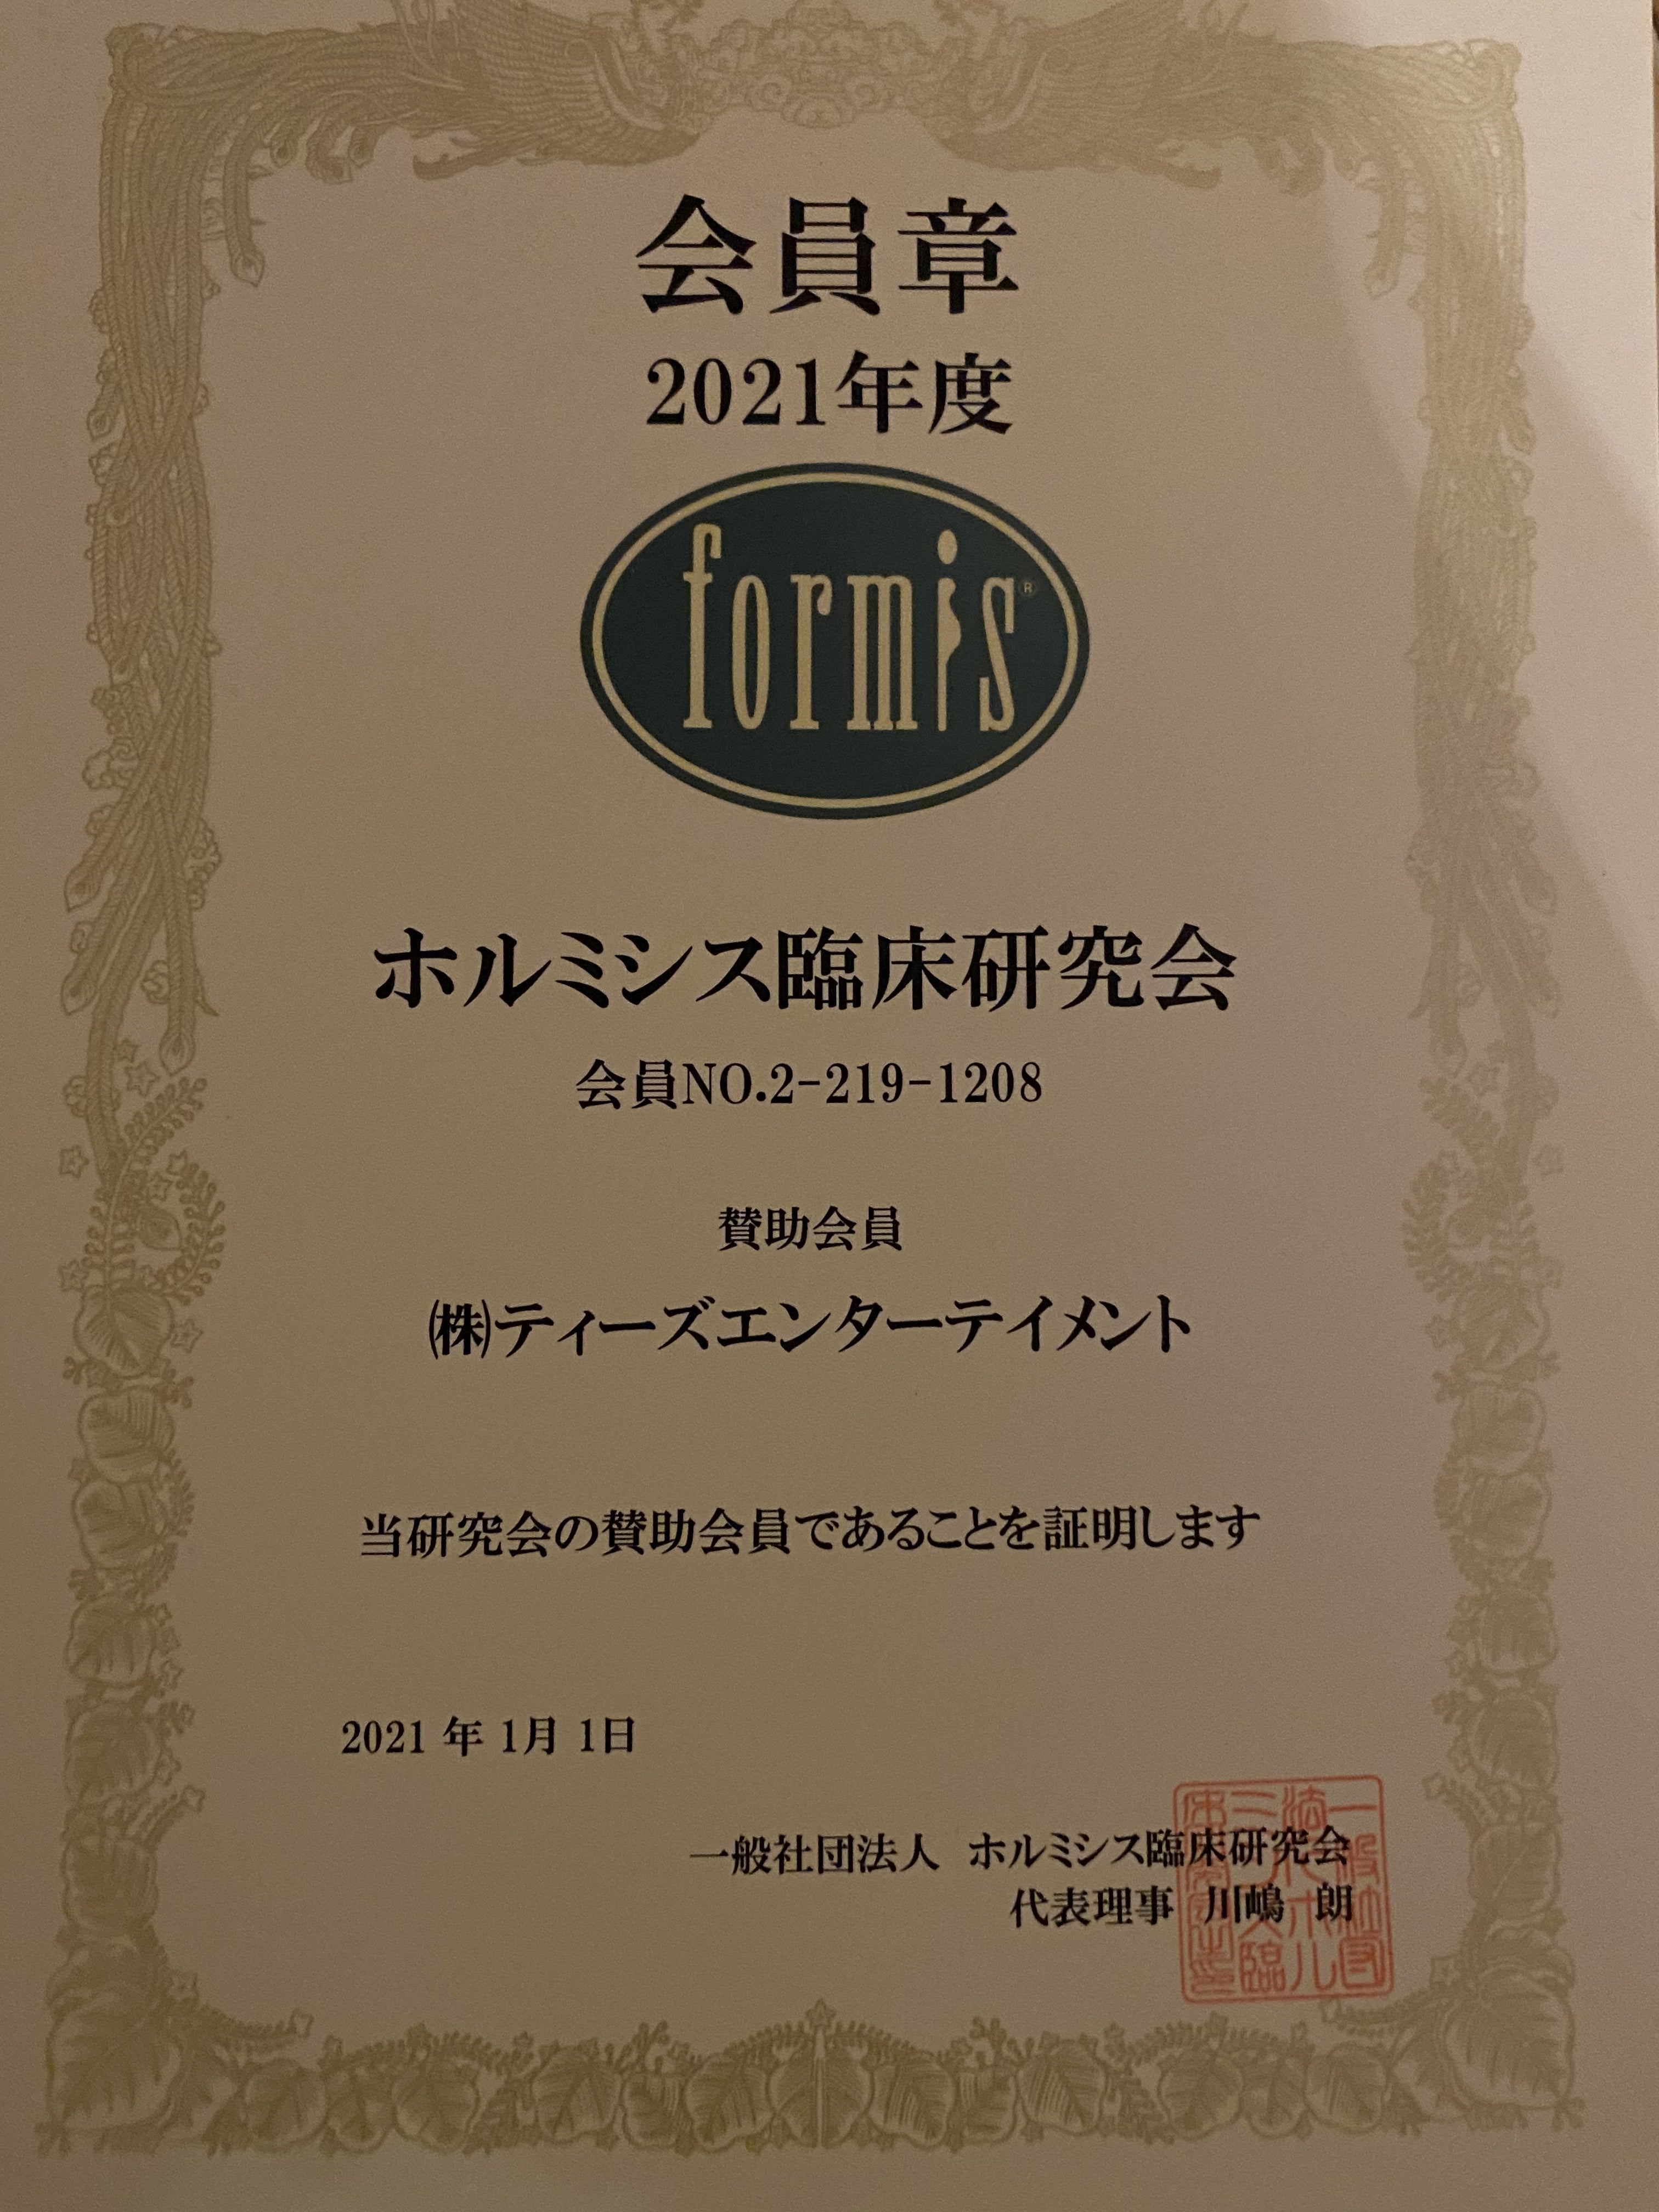 会員章
2021年度
formis®
ホルミシス臨床研究会
会員NO.2-219-1208
賛助会員
㈱ティーズエンターテイメント
当研究会の賛助会員であることを証明します
2021 年 1月 1日
一般社団法人 ホルミシス臨床研究会
代表理事 川嶋 朗